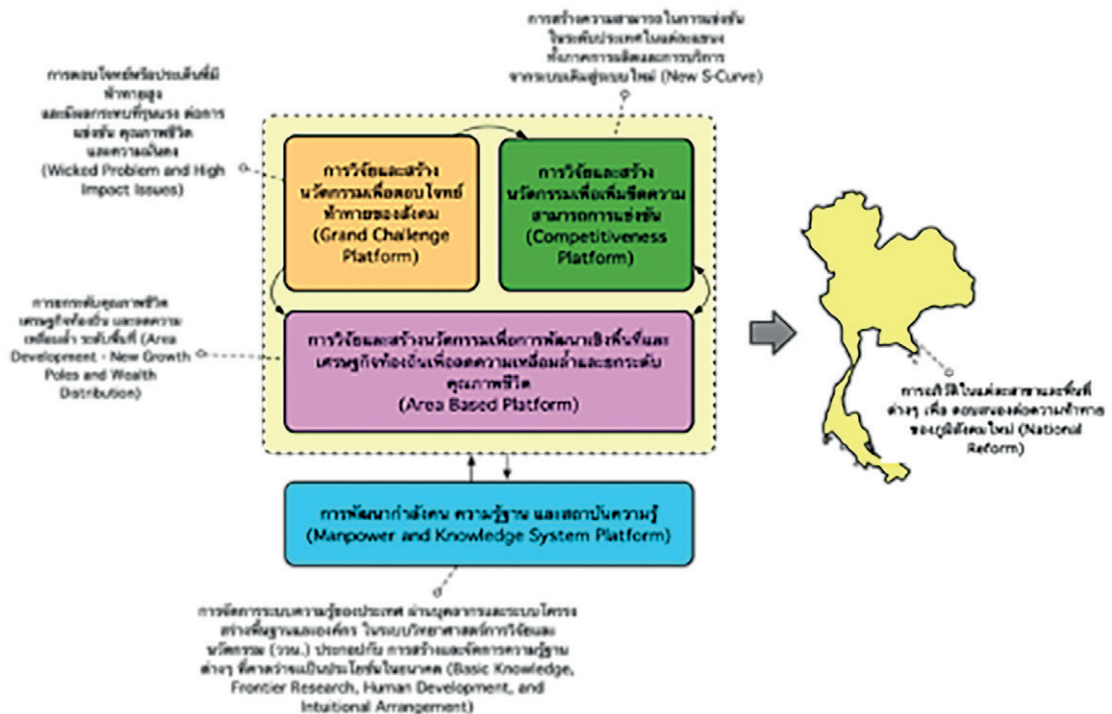 การสร้างความสามารถในการแข่งขัน
ในระดับประเทศในแต่ละแขนง
ทั้งภาคการผลิตและการบริการ
จากระบบเดิมสู่ระบบใหม่ (New S-Curve)
การตอบโจทย์หรือประเด็นที่มี
ท้าทายสูง
และมีผลกระทบที่รุนแรง ต่อการ
แข่งขัน คุณภาพชีวิต
และความมั่นคง
(Wicked Problem and High
Impact Issues)
การวิจัยและสร้าง
นวัตกรรมเพื่อตอบโจทย์
ท้าทายของสังคม
(Grand Challenge
Platform)
การวิจัยและสร้าง
นวัตกรรมเพื่อเพิ่มขีดความ
สามารถการแข่งขัน
(Competitiveness
Platform)
การยกระดับคุณภาพชีวิต
เศรษฐกิจท้องถิ่น และลดความ
เหลื่อมล้ำ ระดับพื้นที่ (Area
Development - New Growth
Poles and Wealth
Distribution)
การวิจัยและสร้างนวัตกรรมเพื่อการพัฒนาเชิงพื้นที่และ
เศรษฐกิจท้องถิ่นเพื่อลดความเหลื่อมล้ำและยกระดับ
คุณภาพชีวิต
(Area Based Platform)
การอภิวัติในแต่ละสาขาและพื้นที่
ต่างๆ เพื่อ ตอบสนองต่อความท้าทาย
ของภูมิสังคมใหม่ (National
Reform)
การพัฒนากำลังคน ความรู้ฐาน และสถาบันความรู้
(Manpower and Knowledge System Platform)
การจัดการระบบความรู้ของประเทศ ผ่านบุคลากรและระบบโครงร
สร้างพื้นฐานและองค์กร ในระบบวิทยาศาสตร์การวิจัยและ
นวัตกรรม (ววน.) ประกอบกับ การสร้างและจัดการความรู้ฐาน
ต่างๆ ที่คาดว่าจะเป็นประโยชน์ในอนาคต (Basic Knowledge,
Frontier Research, Human Development, and
Intuitional Arrangement)